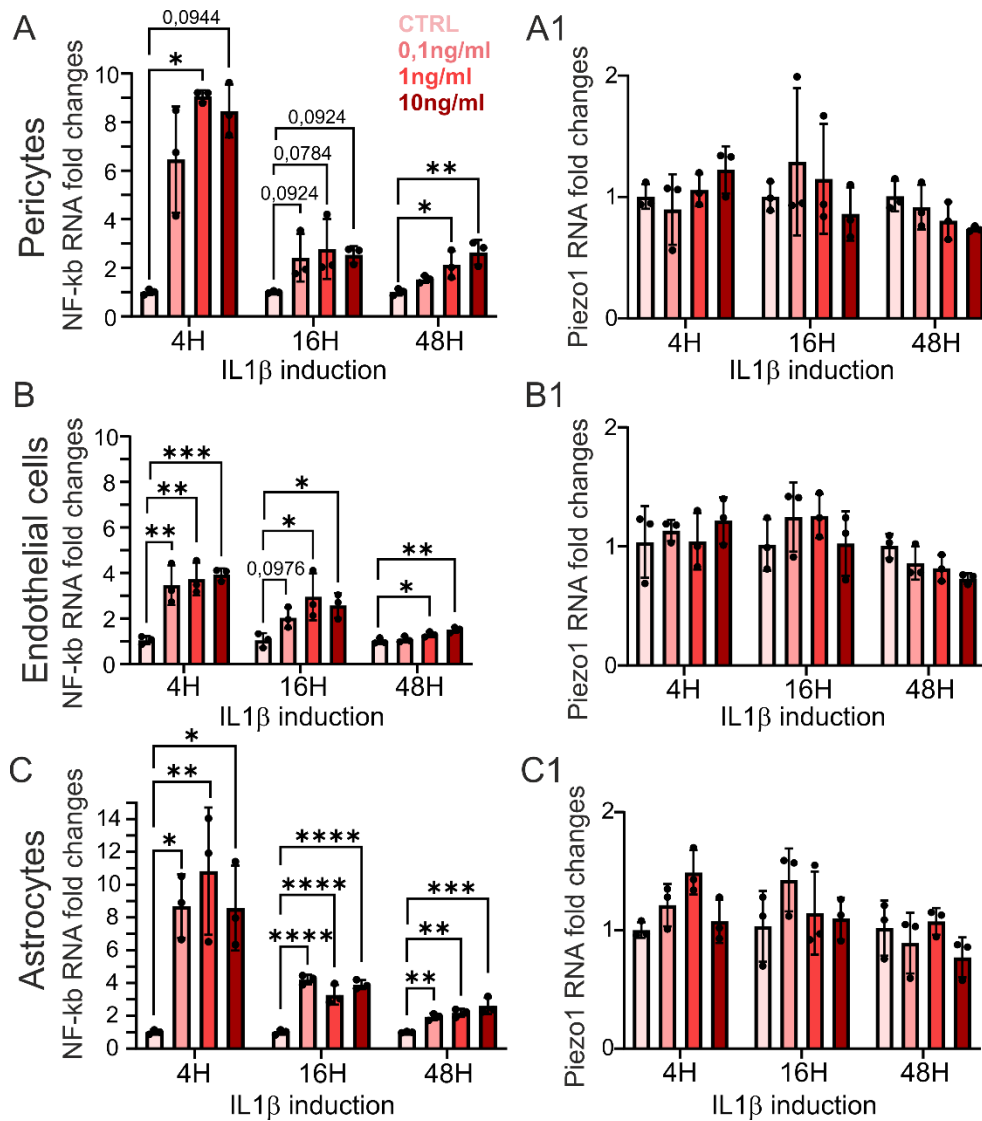 A
CTRL
0,1ng/ml
1ng/ml
10ng/ml
Pericytes
NF-kb RNA fold changes
0,0944
*
0,0924
0,0784
0,0924
**
*
10
8
6
4
2
0
4H 16H 48H
IL1β induction
A1
Piezo1 RNA fold changes
2
1
0
4H 16H 48H
IL1β induction
B
Endothelial cells
NF-kb RNA fold changes
***
**
**
*
*
0,0976
**
*
10
8
6
4
2
0
4H 16H 48H
IL1β induction
B1
Piezo1 RNA fold changes
2
1
0
4H 16H 48H
IL1β induction
C
Astrocytes
NF-kb RNA fold changes
*
**
*
****
****
****
***
**
**
14
12
10
8
6
4
2
0
4H 16H 48H
IL1β induction
C1
Piezo1 RNA fold changes
2
1
0
4H 16H 48H
IL1β induction